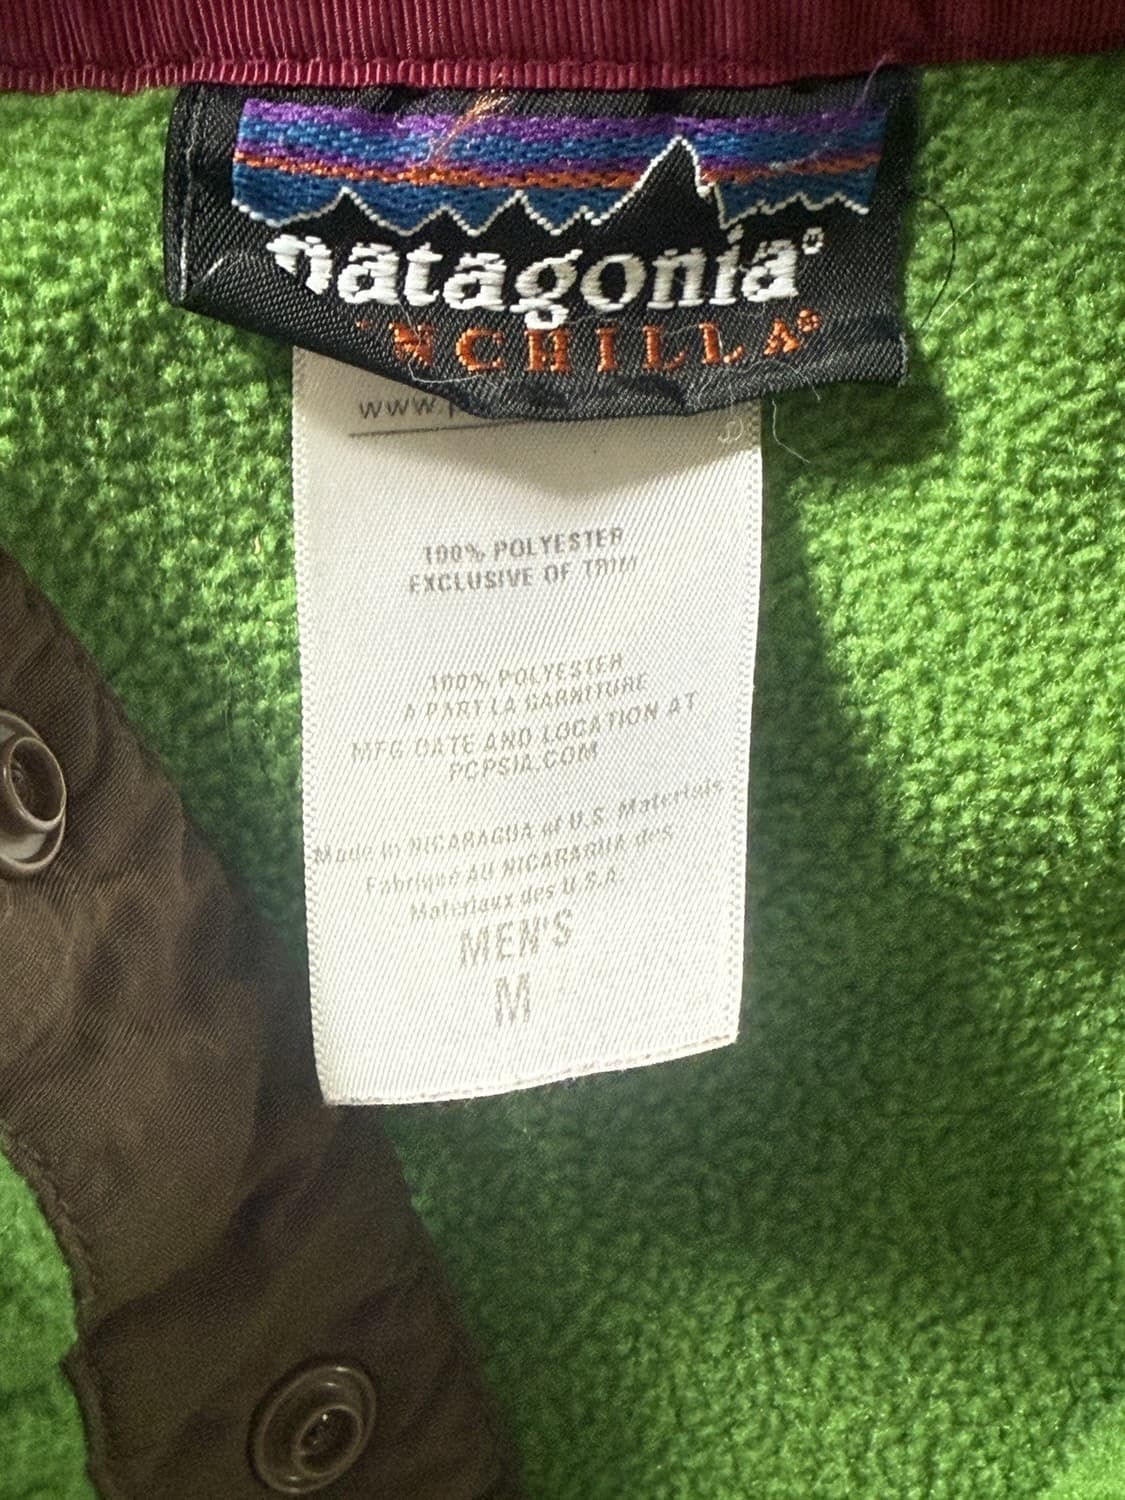 patagonia®
NCHILLA®
www.p
100% POLYESTER
EXCLUSIVE OF TRIM
100% POLYESTER
A PART LA GARNITURE
MFG DATE AND LOCATION AT
PCPSIA.COM
Made in NICARAGUA of U.S. Materials
Fabriqué AU NICARAGUA des
Materiaux des U.S.A.
MEN'S
M